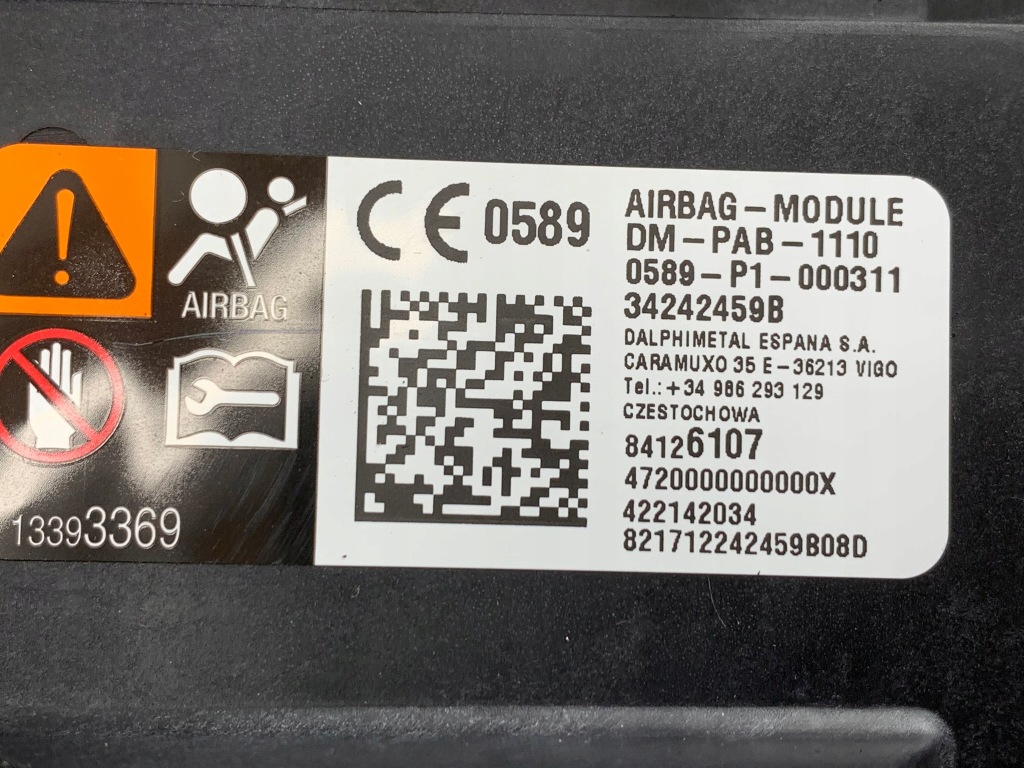 AIRBAG
13393369
CE 0589
AIRBAG-MODULE
DM-PAB-1110
0589-P1-000311
34242459B
DALPHIMETAL ESPANA S.A.
CARAMUXO 35 E-36213 VIGO
Tel.:+34 986 293 129
CZESTOCHOWA
84126107
4720000000000X
422142034
821712242459B08D